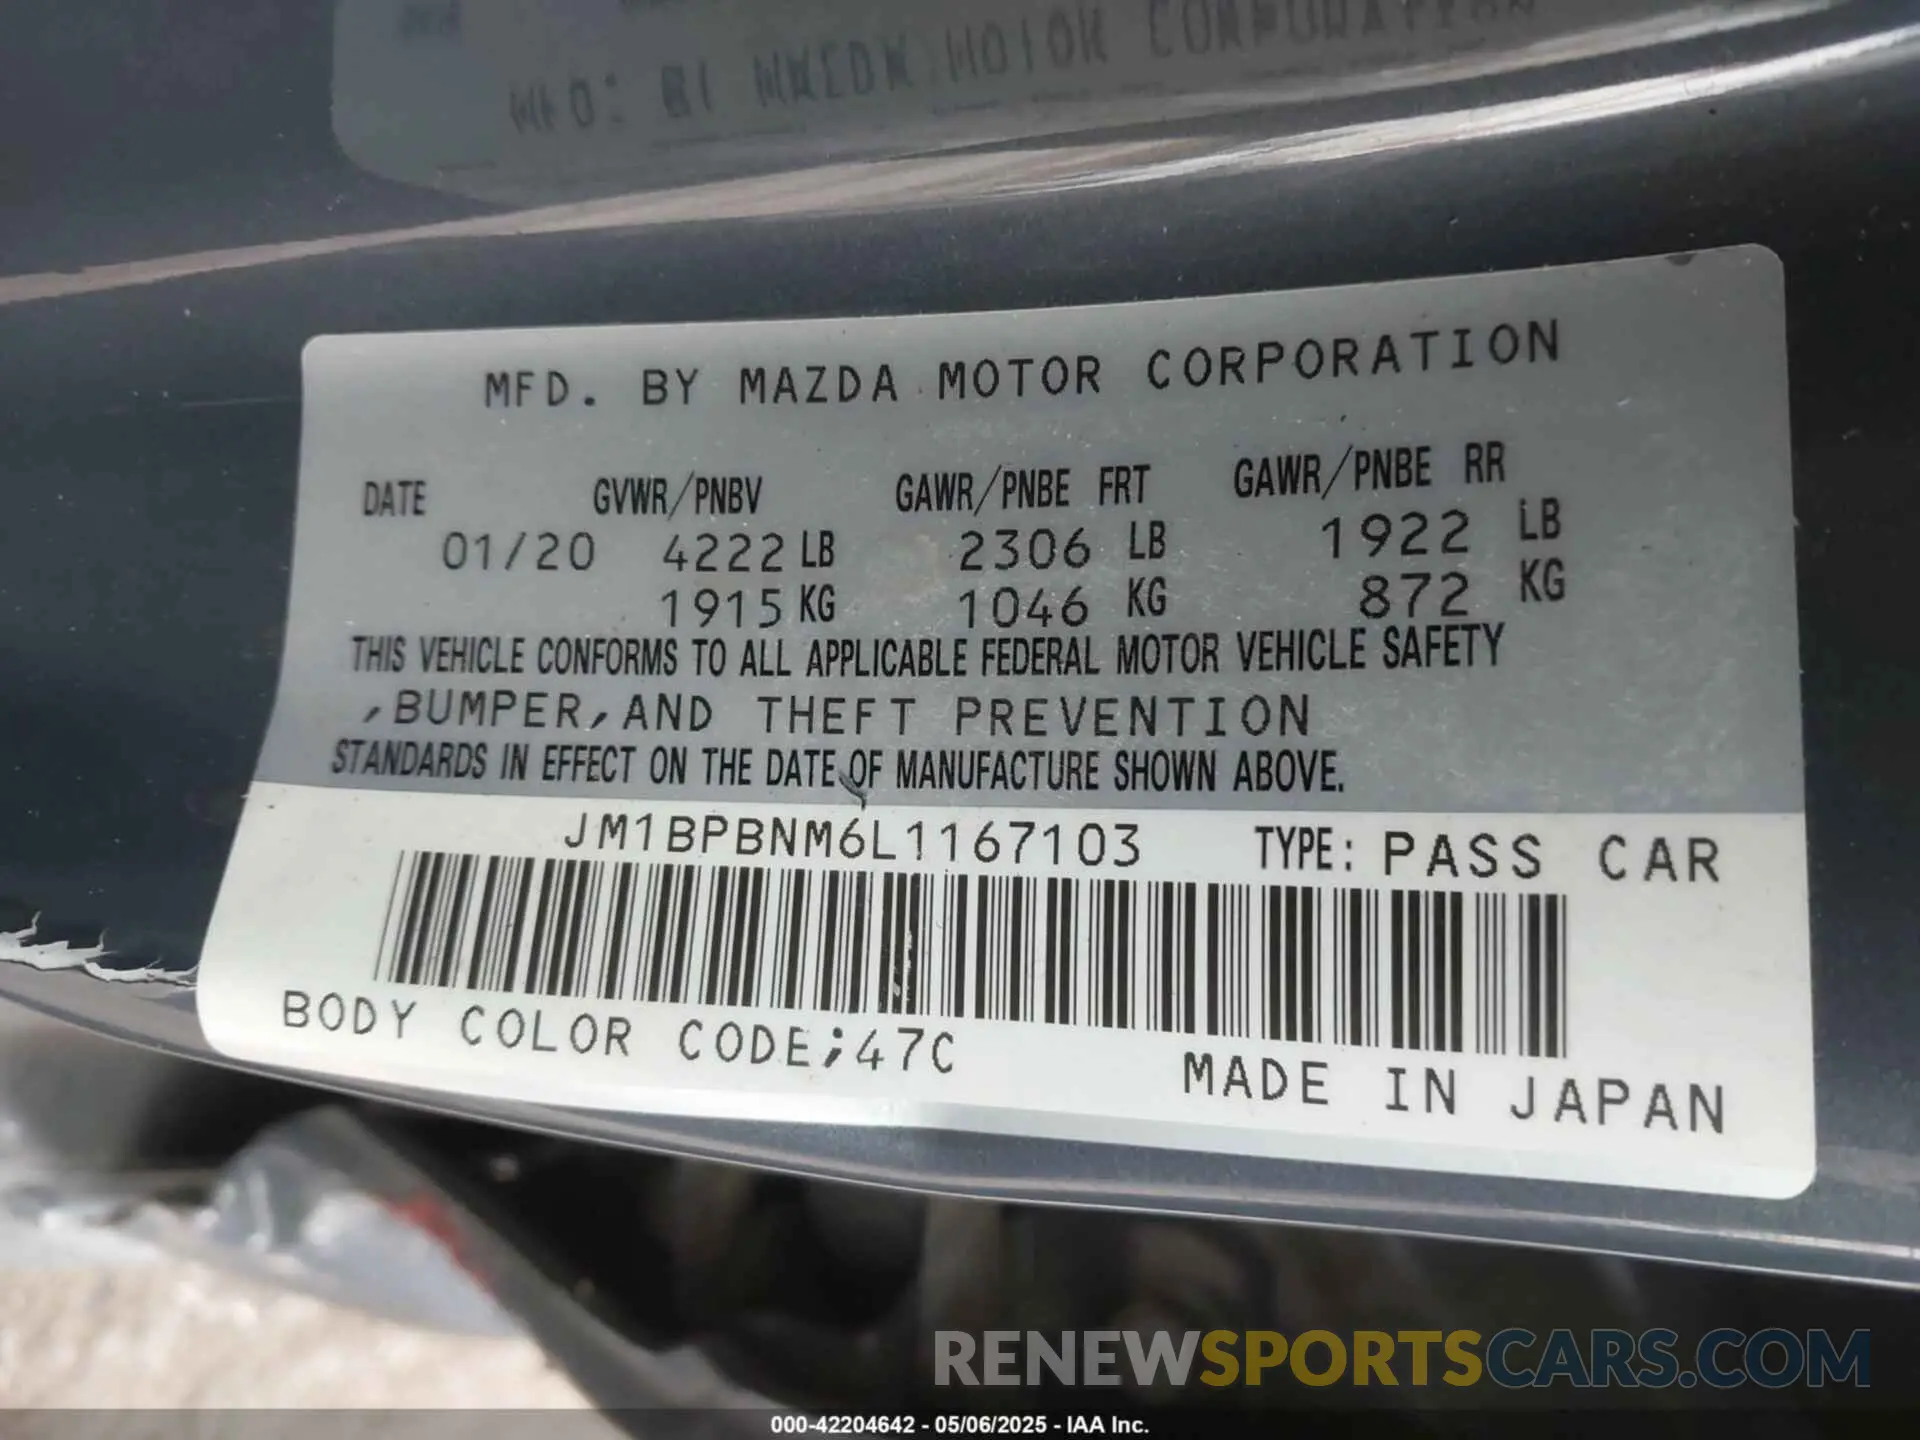 MFD. BY MAZDA MOTOR CORPORATION
DATE GVWR/PNBV GAWR/PNBE FRT GAWR/PNBE RR
01/20 4222 LB 2306 LB 1922 LB
1915 KG 1046 KG 872 KG
THIS VEHICLE CONFORMS TO ALL APPLICABLE FEDERAL MOTOR VEHICLE SAFETY
,BUMPER,AND THEFT PREVENTION
STANDARDS IN EFFECT ON THE DATE OF MANUFACTURE SHOWN ABOVE.
JM1BPBNM6L1167103 TYPE: PASS CAR
BODY COLOR CODE;47C
MADE IN JAPAN
RENEWSPORTSCARS.COM
000-42204642 - 05/06/2025 - IAA Inc.